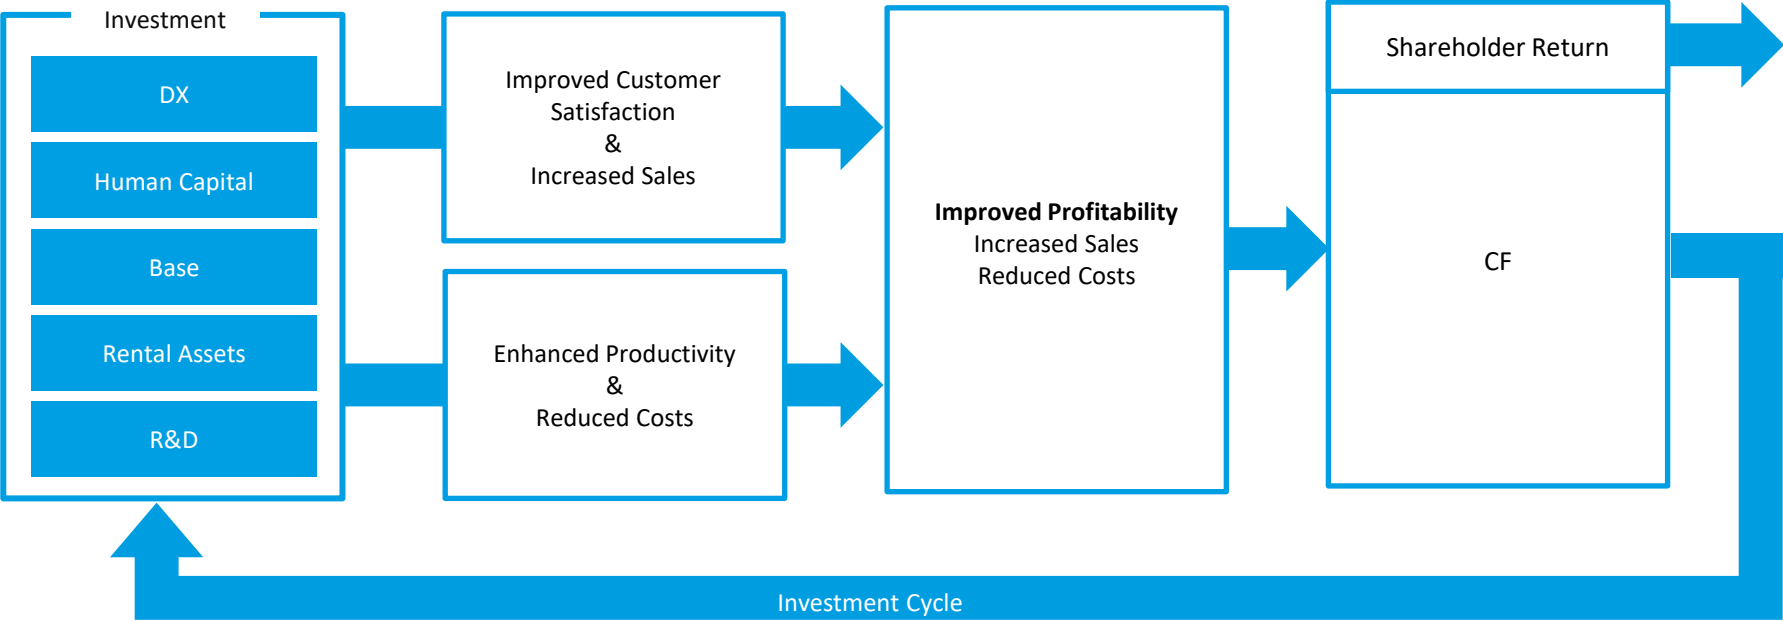 Investment
DX
Human Capital
Base
Rental Assets
R&D
Improved Customer
Satisfaction
&
Increased Sales
Enhanced Productivity
&
Reduced Costs
Improved Profitability
Increased Sales
Reduced Costs
Shareholder Return
CF
Investment Cycle